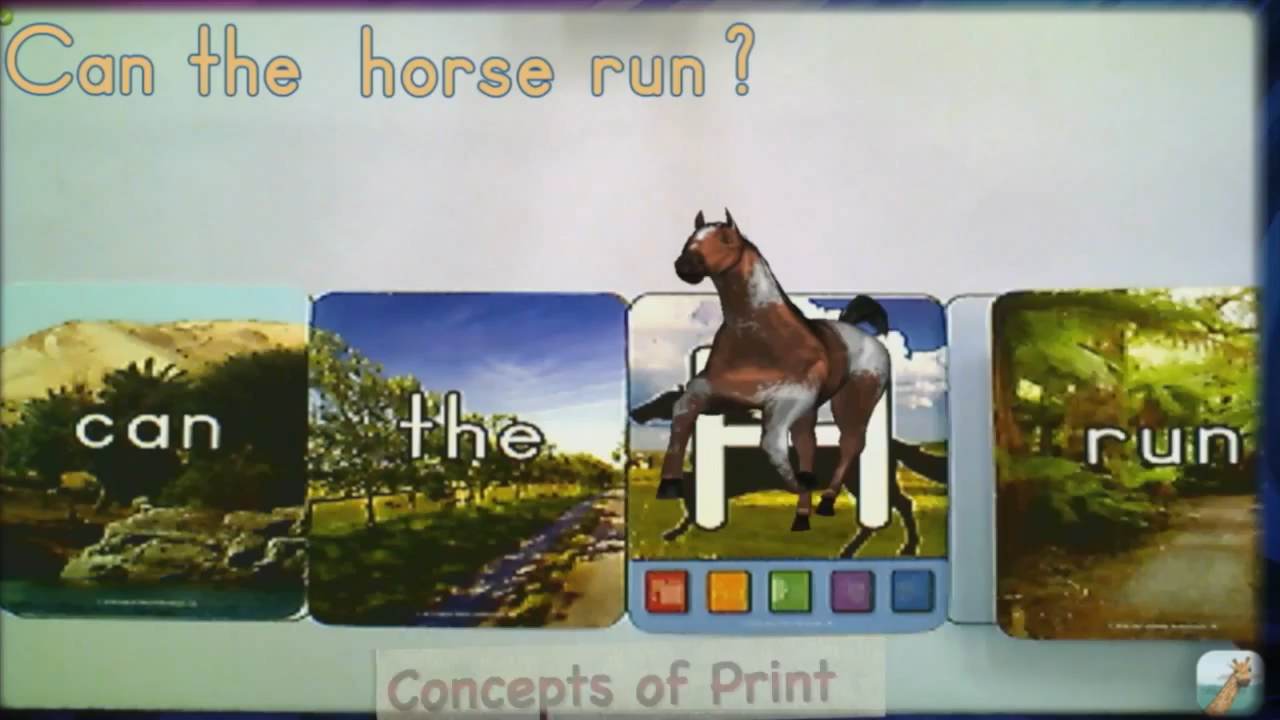 Can the horse run?
can the H run
Concepts of Print